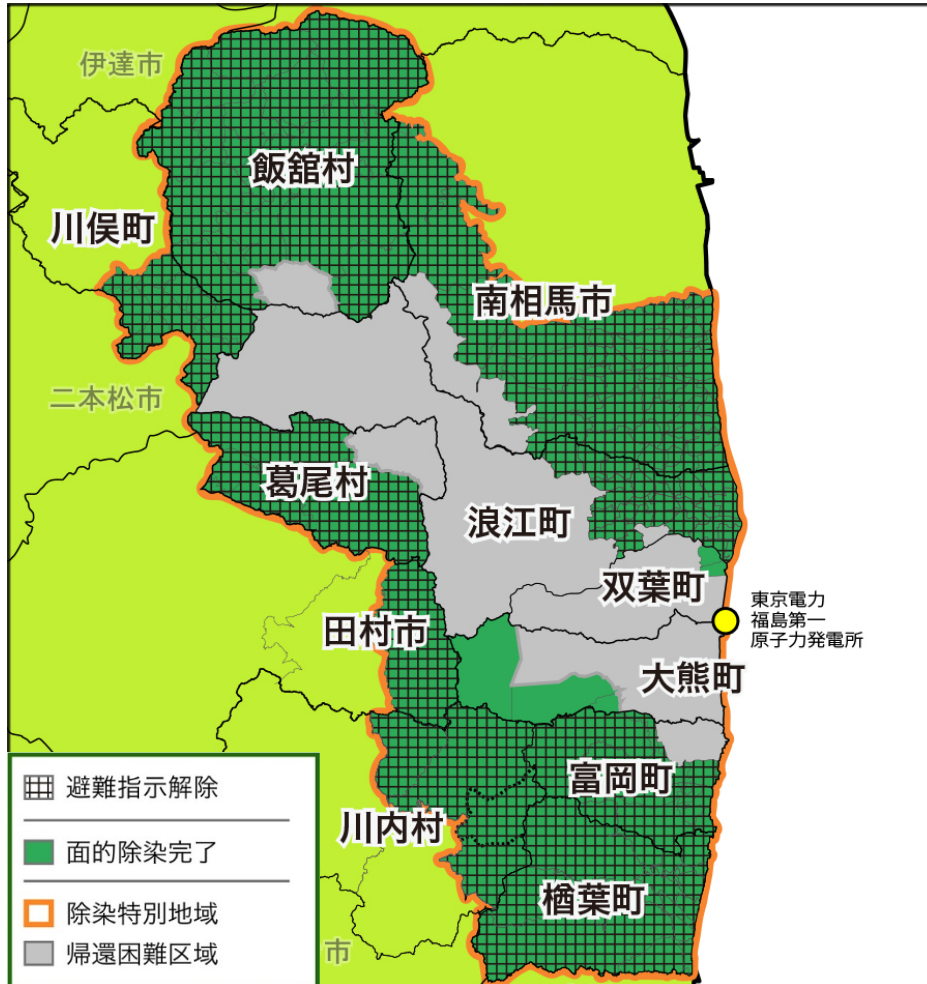 伊達市
飯舘村
川俣町
南相馬市
二本松市
葛尾村
浪江町
双葉町
東京電力
福島第一
原子力発電所
田村市
大熊町
富岡町
川内村
楢葉町
市
避難指示解除
面的除染完了
除染特別地域
帰還困難区域